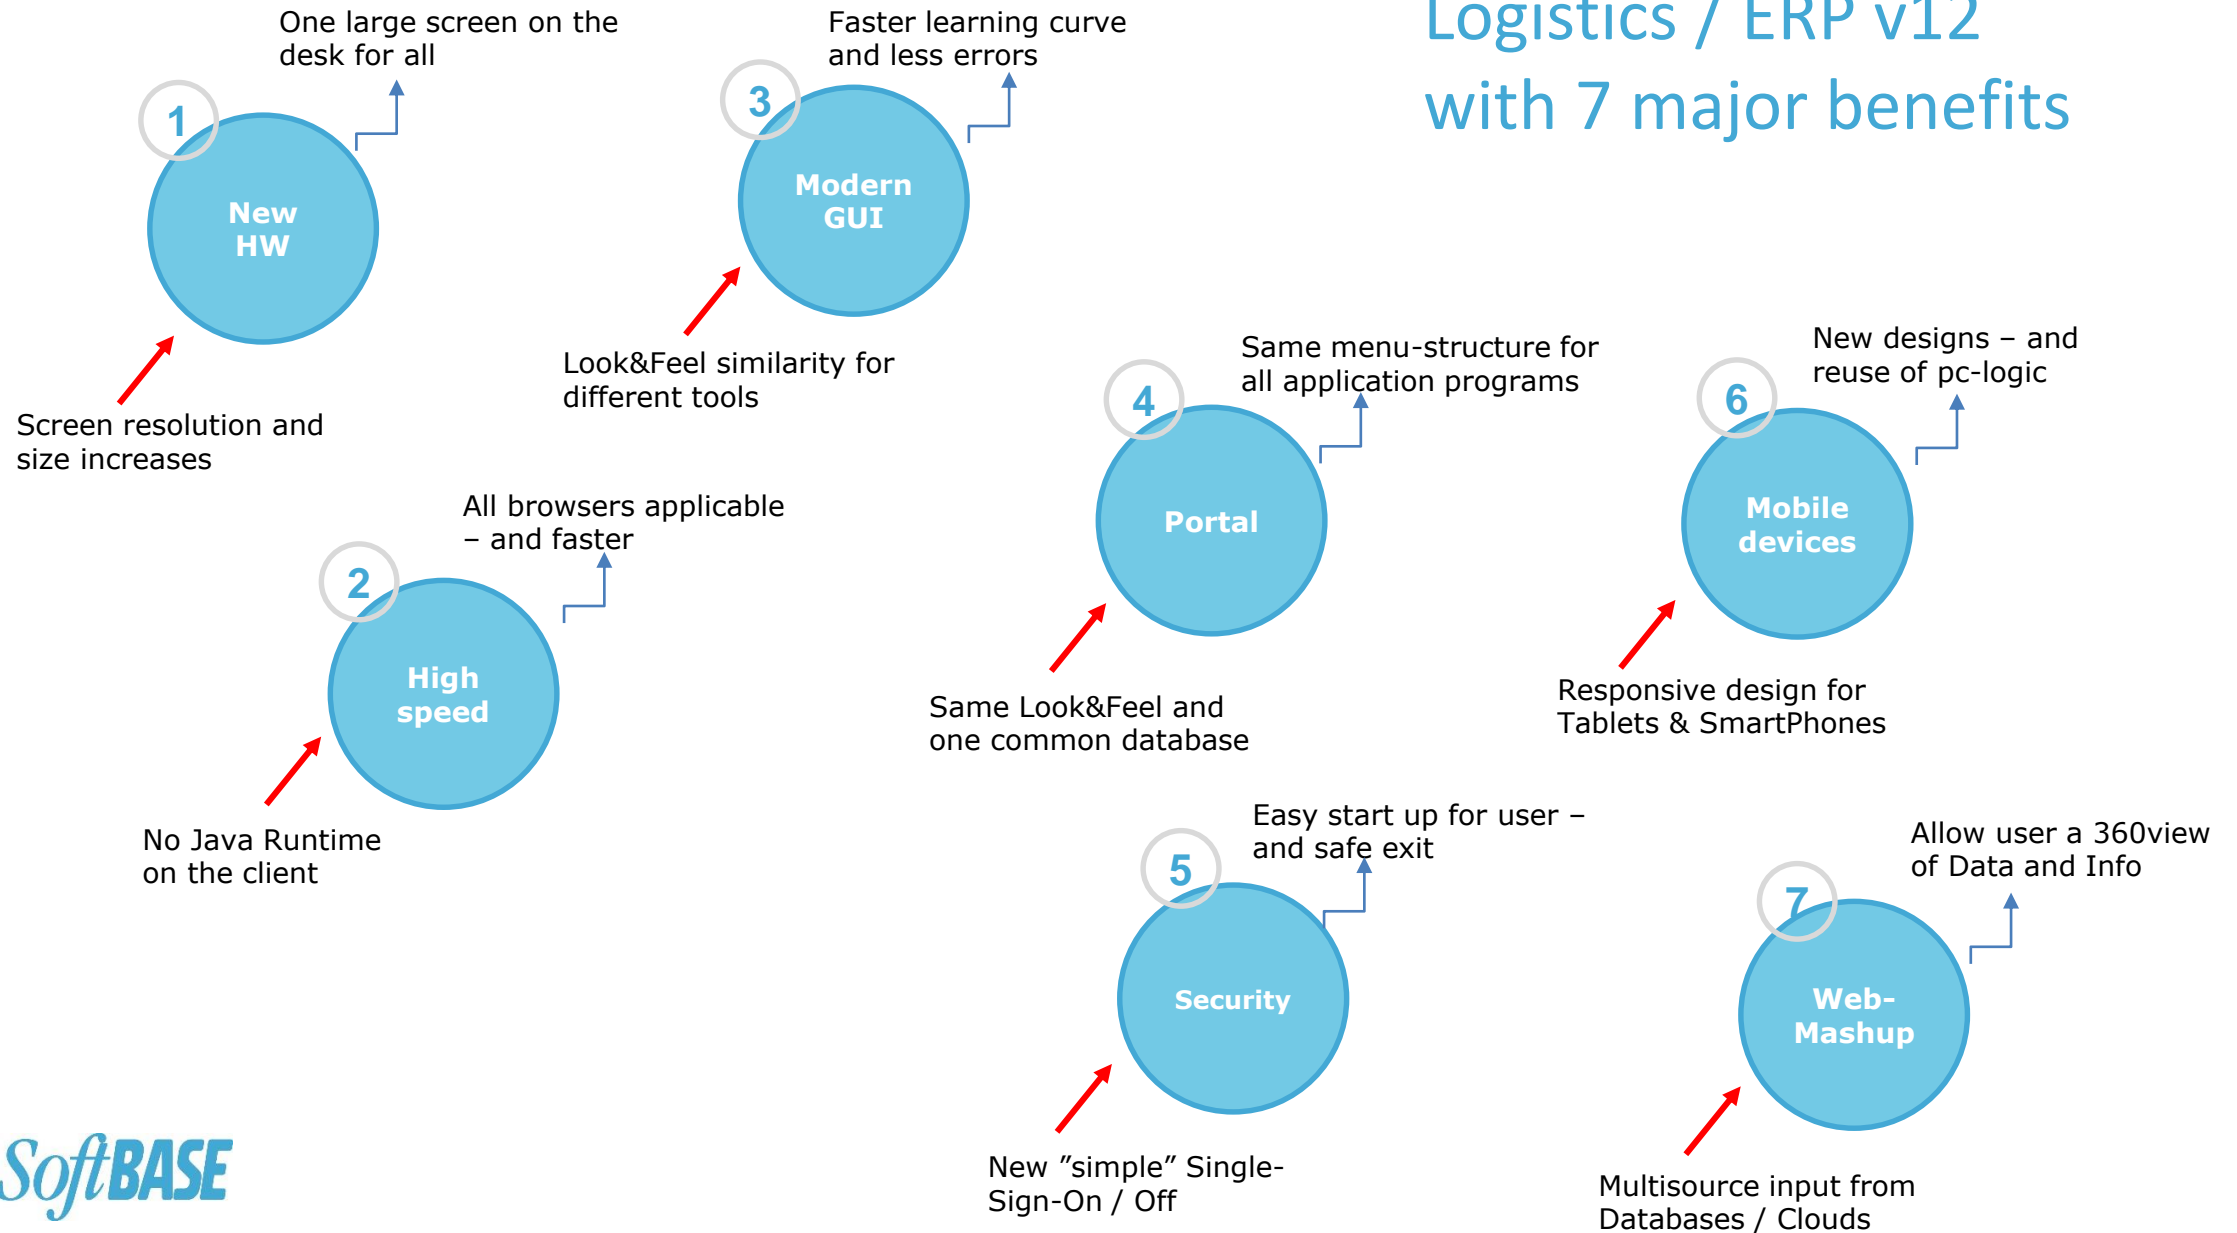 Logistics / ERP v12
with 7 major benefits
One large screen on the
desk for all
1
New
HW
Screen resolution and
size increases
All browsers applicable
– and faster
2
High
speed
No Java Runtime
on the client
Faster learning curve
and less errors
3
Modern
GUI
Look&Feel similarity for
different tools
Same menu-structure for
all application programs
4
Portal
Same Look&Feel and
one common database
Easy start up for user –
and safe exit
5
Security
New ”simple” Single-
Sign-On / Off
New designs – and
reuse of pc-logic
6
Mobile
devices
Responsive design for
Tablets & SmartPhones
Allow user a 360view
of Data and Info
7
Web-
Mashup
Multisource input from
Databases / Clouds
SoftBASE